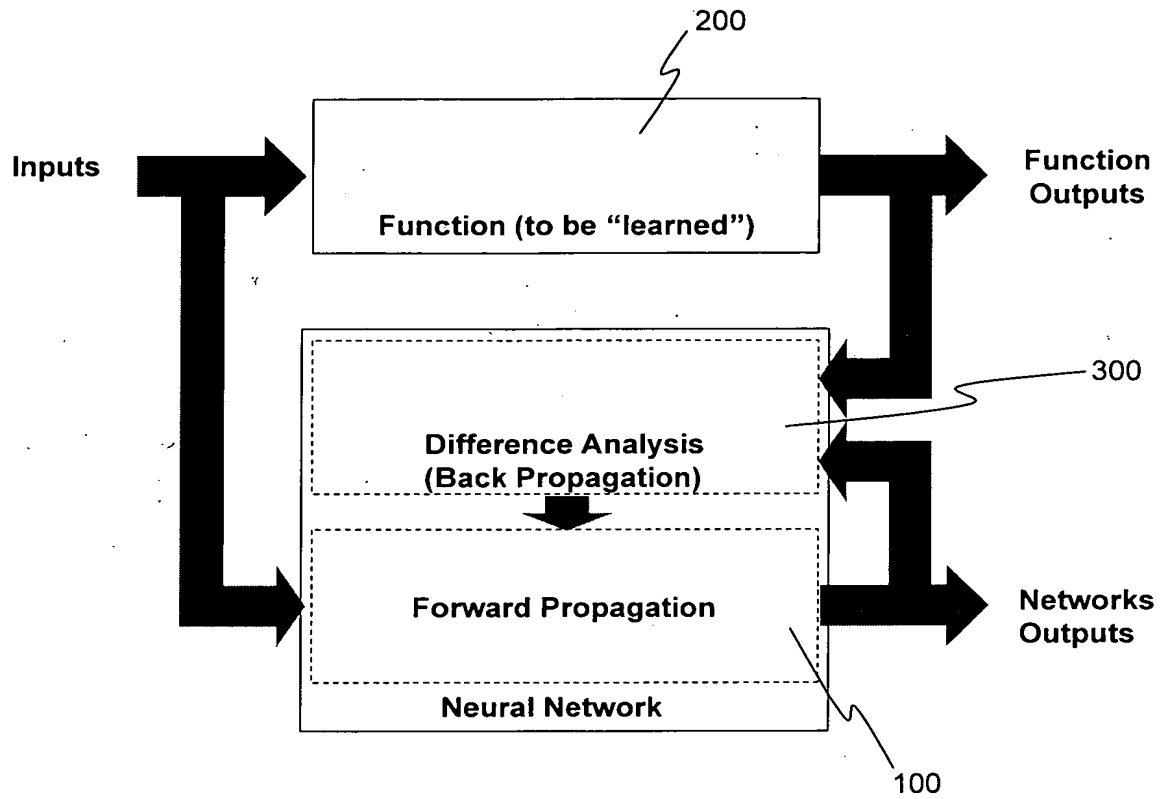 200
Inputs
Function (to be “learned”)
Function
Outputs
300
Difference Analysis
(Back Propagation)
Forward Propagation
Networks
Outputs
Neural Network
100